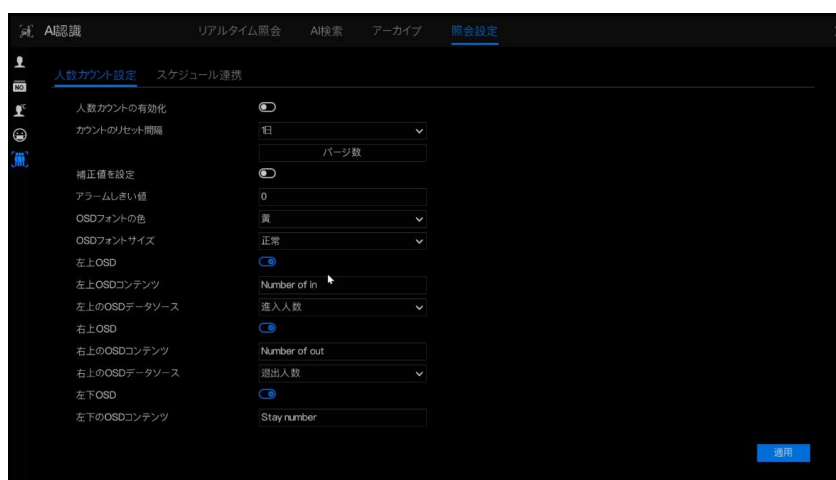 AI認識 リアルタイム照会 AI検索 アーカイブ 照会設定
人数カウント設定 スケジュール連携
NO.
人数カウントの有効化
カウントのリセット間隔 1日
パージ数
補正値を設定
アラームしきい値 0
OSDフォントの色 黄
OSDフォントサイズ 正常
左上OSD
左上OSDコンテンツ Number of in
左上のOSDデータソース 進入人数
右上OSD
右上のOSDコンテンツ Number of out
右上のOSDデータソース 退出人数
左下OSD
左下のOSDコンテンツ Stay number
適用